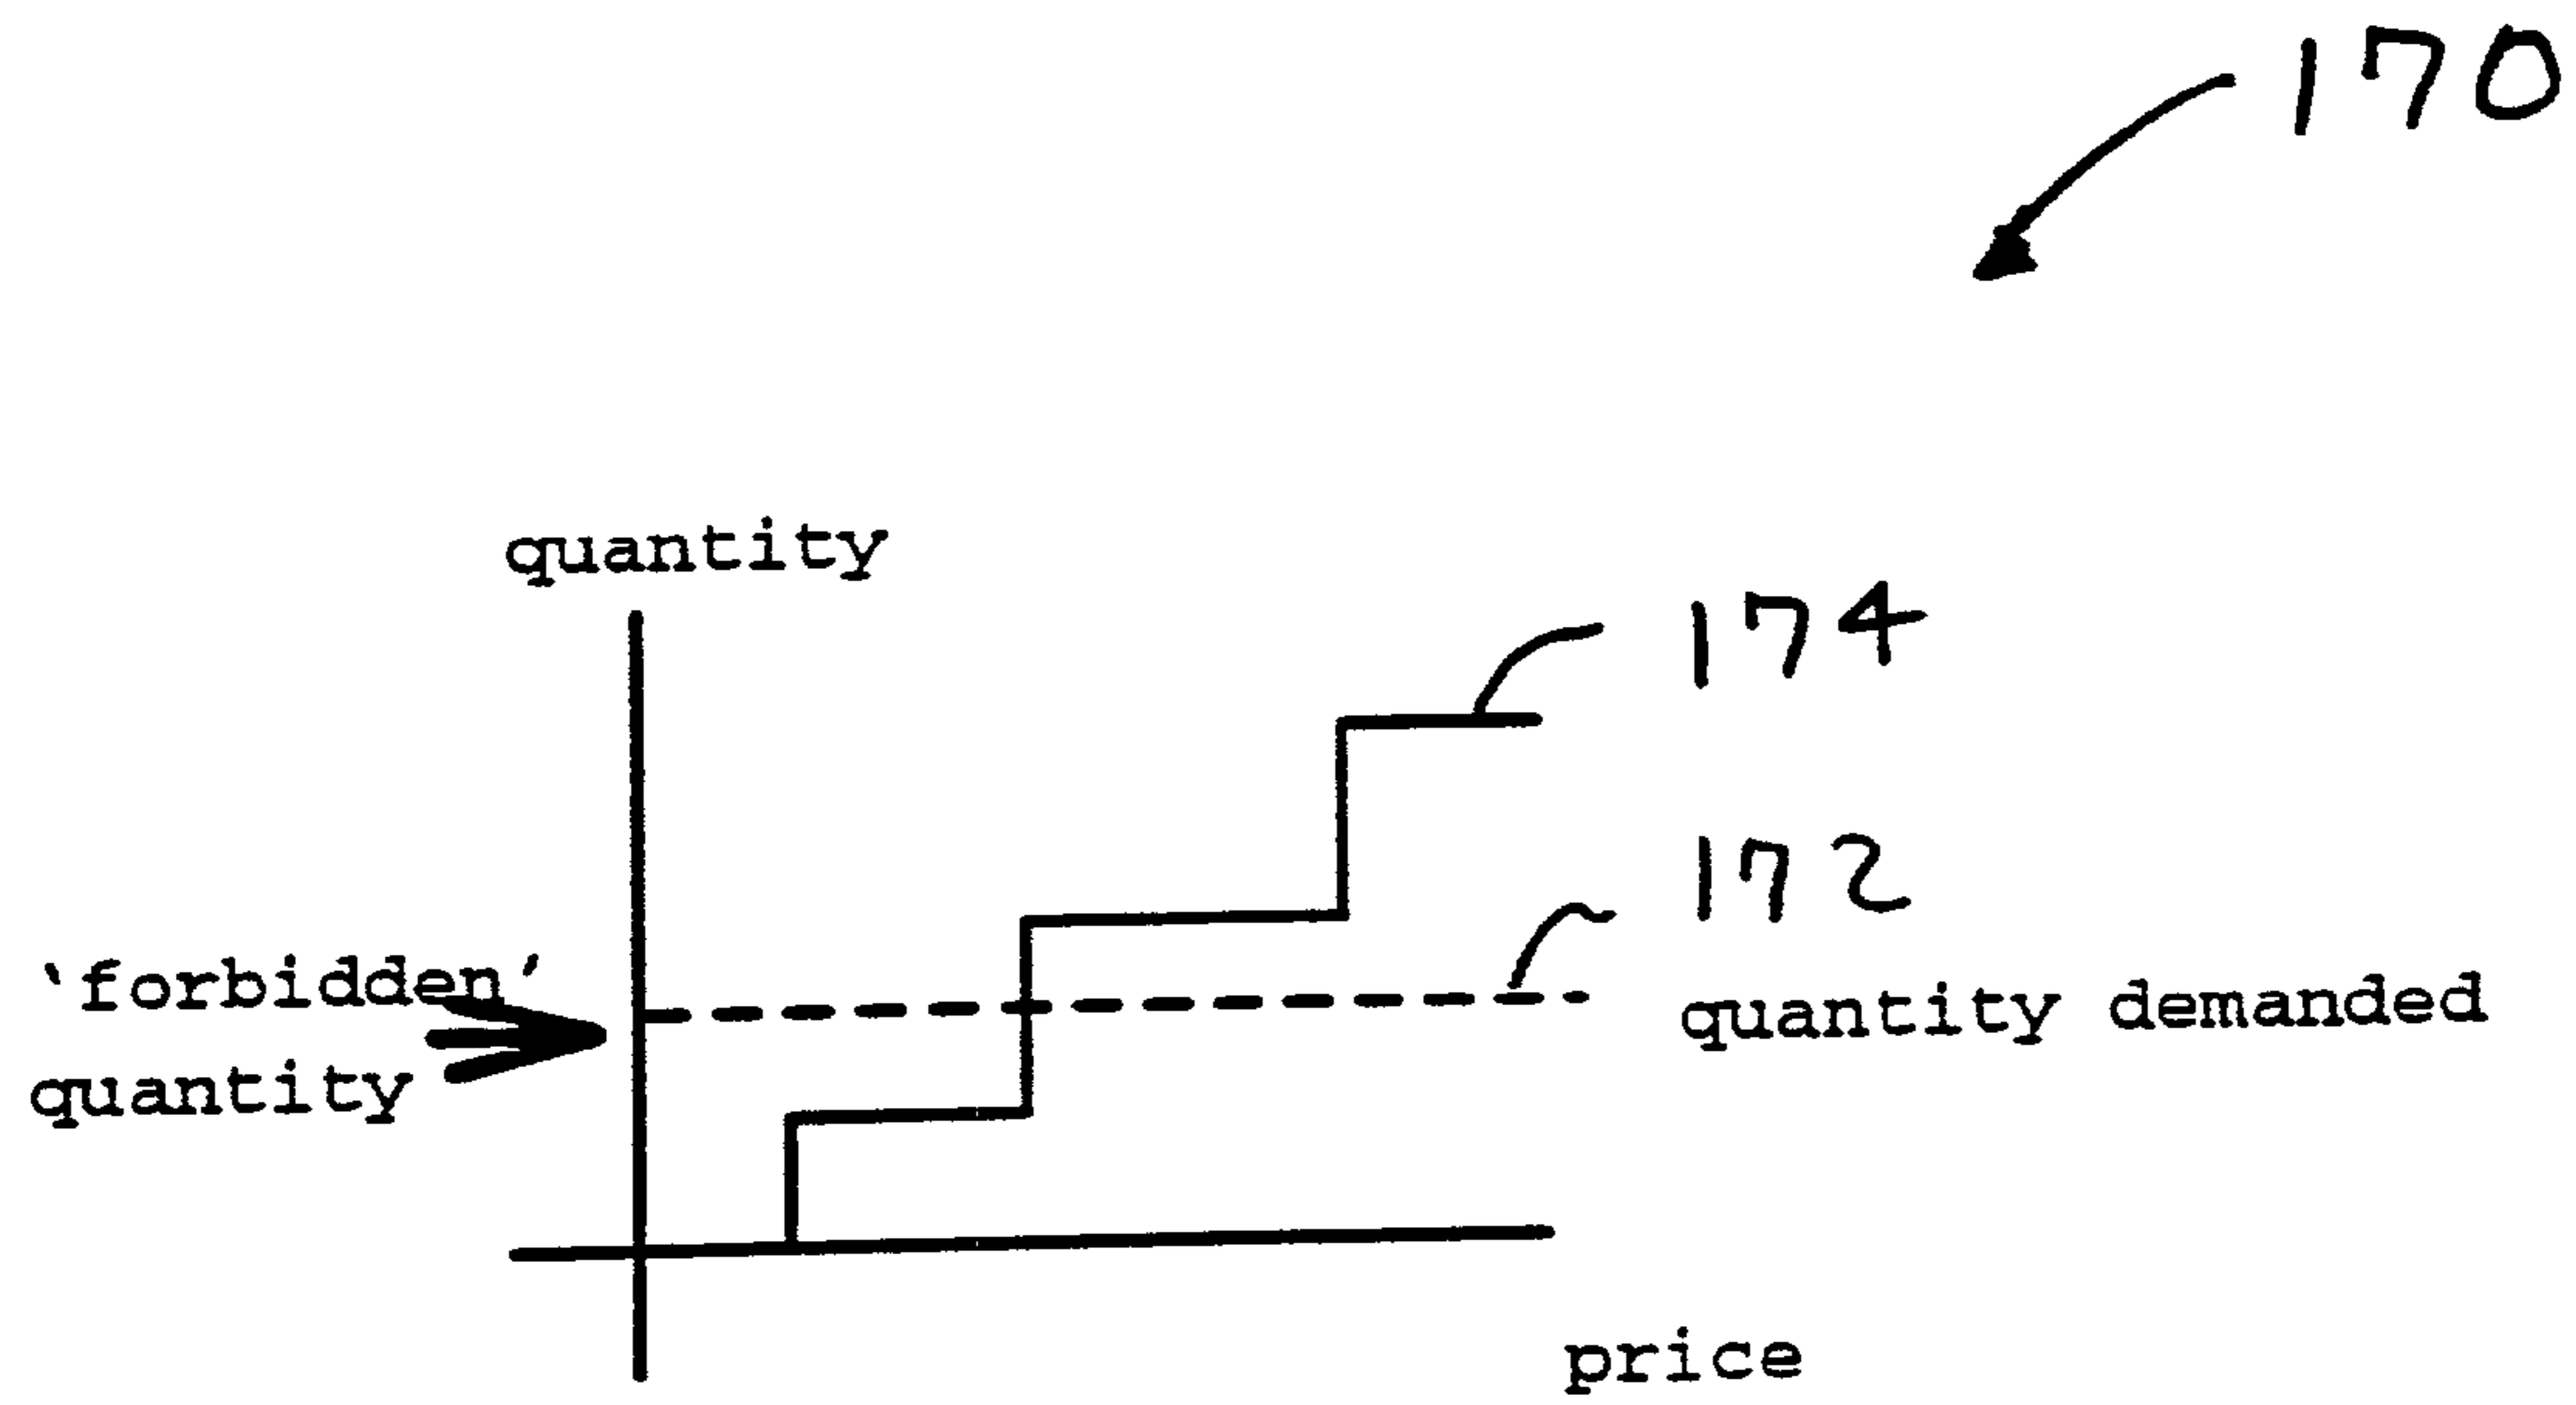 170
quantity
174
172
'forbidden'
quantity demanded
quantity
price